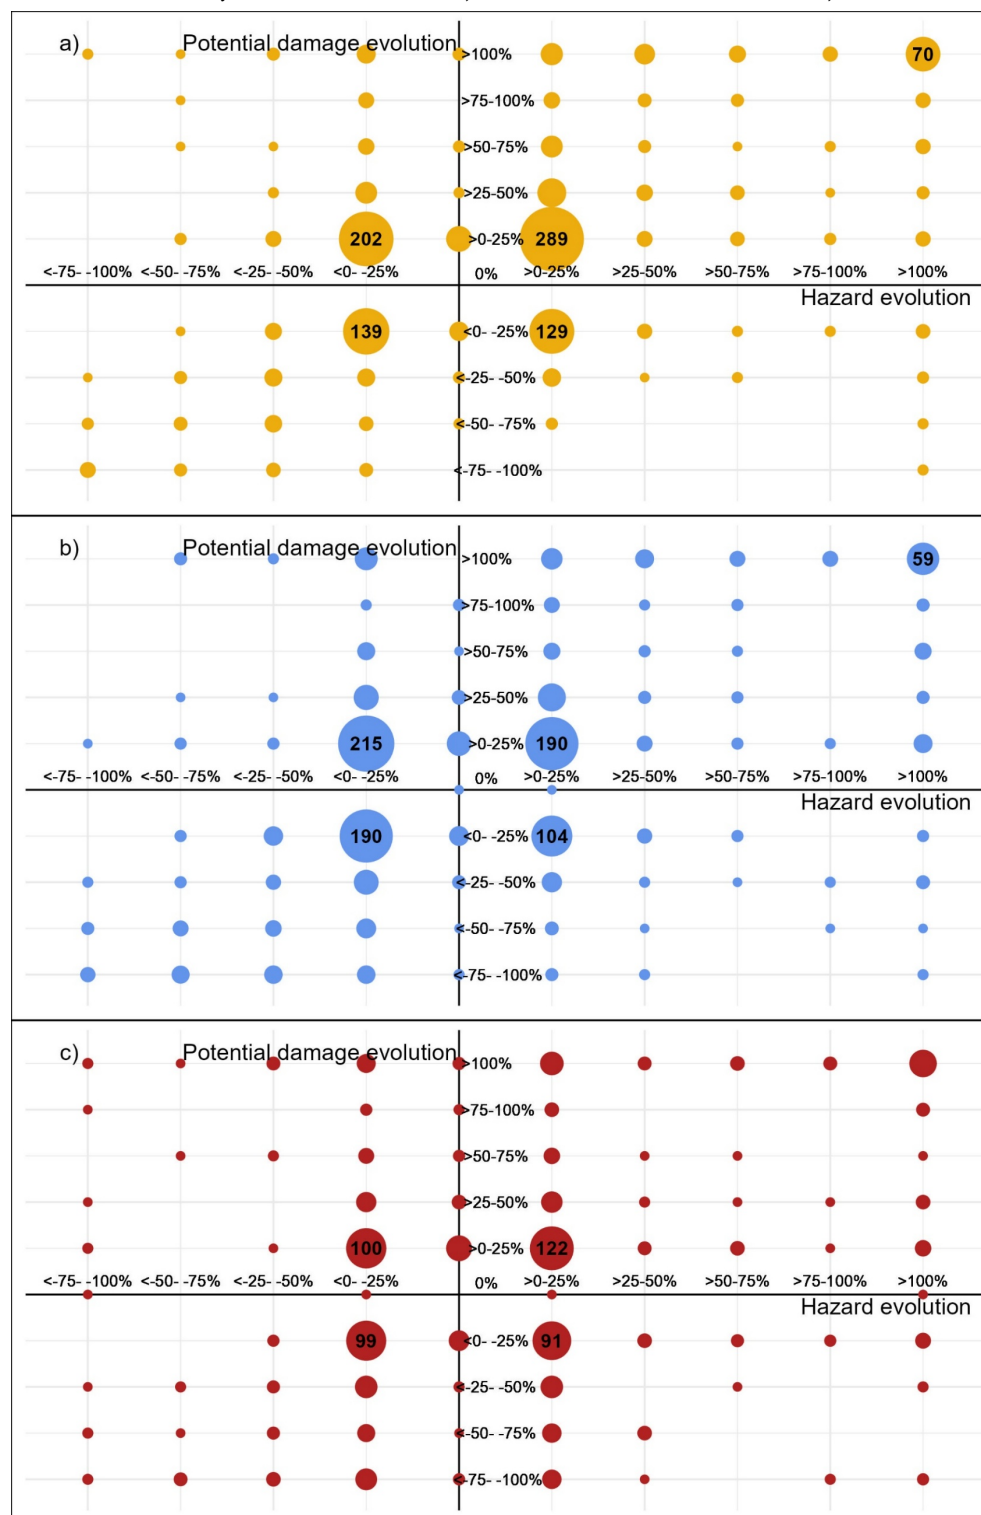 a) Potential damage evolution >100% 70
>75-100%
>50-75%
>25-50%
202 >0-25% 289
<-75- -100% <-50- -75% <-25- -50% <0- -25% 0% >0-25% >25-50% >50-75% >75-100% >100%
Hazard evolution
139 <0- -25% 129
<-25- -50%
<-50- -75%
<-75- -100%
b) Potential damage evolution >100% 59
>75-100%
>50-75%
>25-50%
215 >0-25% 190
<-75- -100% <-50- -75% <-25- -50% <0- -25% 0% >0-25% >25-50% >50-75% >75-100% >100%
Hazard evolution
190 <0- -25% 104
<-25- -50%
<-50- -75%
<-75- -100%
c) Potential damage evolution >100%
>75-100%
>50-75%
>25-50%
100 >0-25% 122
<-75- -100% <-50- -75% <-25- -50% <0- -25% 0% >0-25% >25-50% >50-75% >75-100% >100%
Hazard evolution
99 <0- -25% 91
<-25- -50%
<-50- -75%
<-75- -100%